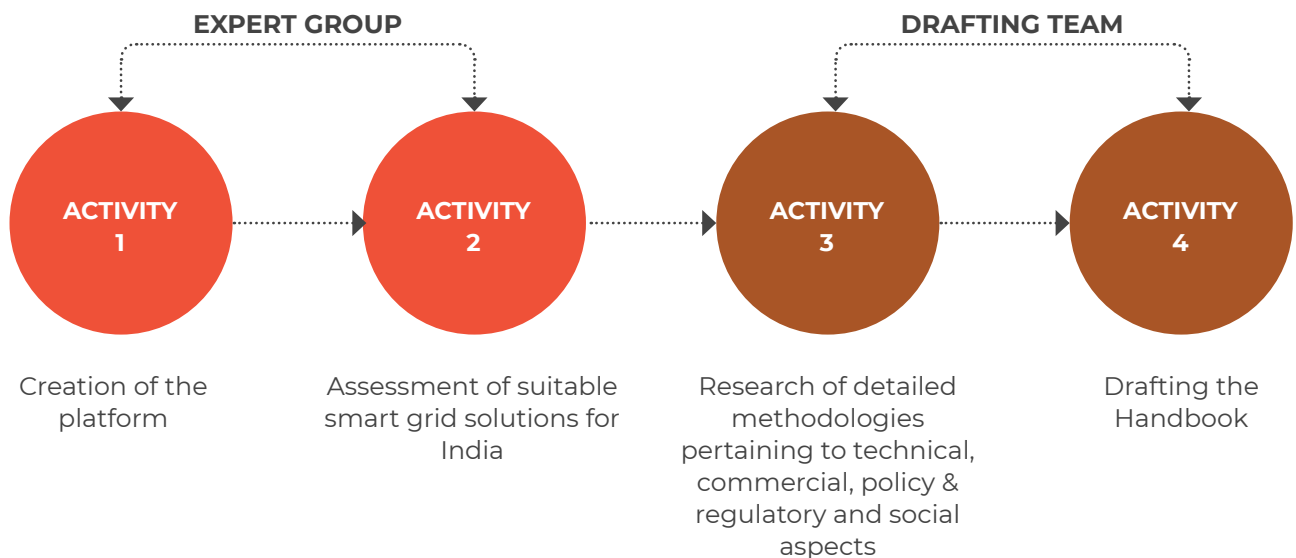 EXPERT GROUP
DRAFTING TEAM
ACTIVITY
1
ACTIVITY
2
ACTIVITY
3
ACTIVITY
4
Creation of the
platform
Assessment of suitable
smart grid solutions for
India
Research of detailed
methodologies
pertaining to technical,
commercial, policy &
regulatory and social
aspects
Drafting the
Handbook